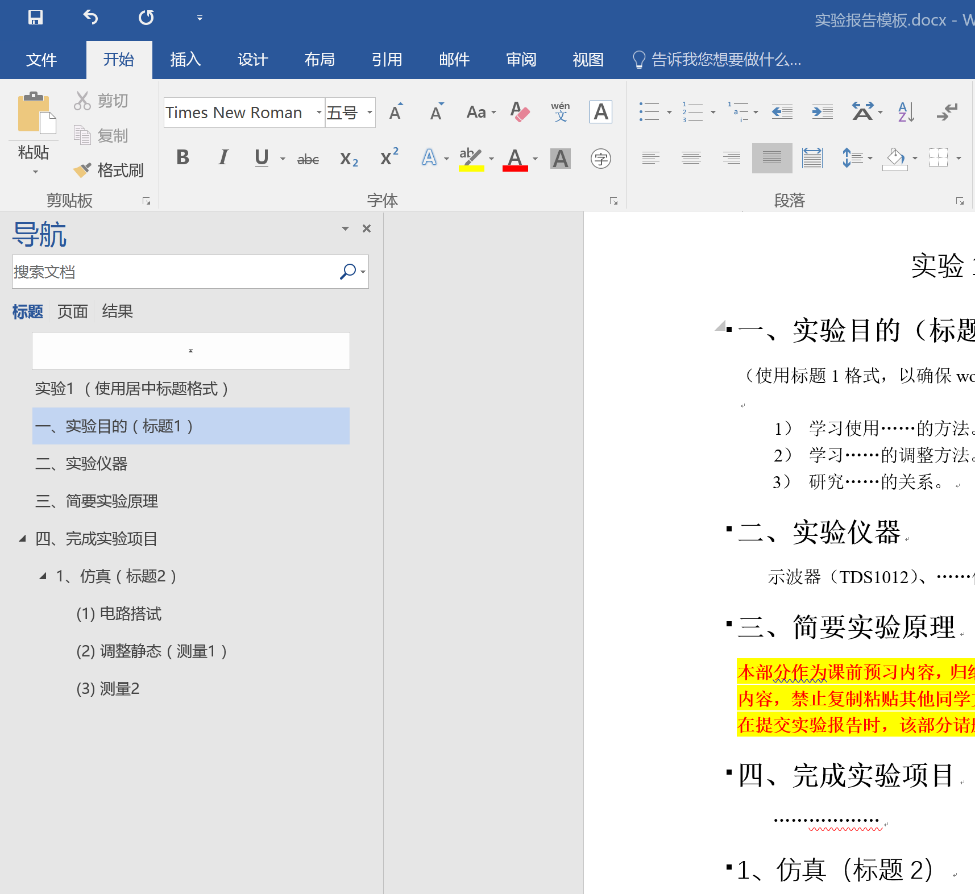 实验报告模板.docx - W
文件 开始 插入 设计 布局 引用 邮件 审阅 视图 告诉我您想要做什么...
粘贴 剪切 复制 格式刷
Times New Roman 五号 A A Aa wén 文 A
B I U abc X₂ X² A ab A A 字
A Z
剪贴板 字体 段落
导航
搜索文档
标题 页面 结果
实验1 （使用居中标题格式）
一、实验目的（标题1）
二、实验仪器
三、简要实验原理
四、完成实验项目
1、仿真（标题2）
(1) 电路搭试
(2) 调整静态（测量1）
(3) 测量2
实验
一、实验目的（标题
（使用标题 1 格式，以确保 wo
1） 学习使用……的方法。
2） 学习……的调整方法。
3） 研究……的关系。
二、实验仪器
示波器（TDS1012）、……
三、简要实验原理
本部分作为课前预习内容，归
内容，禁止复制粘贴其他同学
在提交实验报告时，该部分请
四、完成实验项目
………………
1、仿真（标题 2）